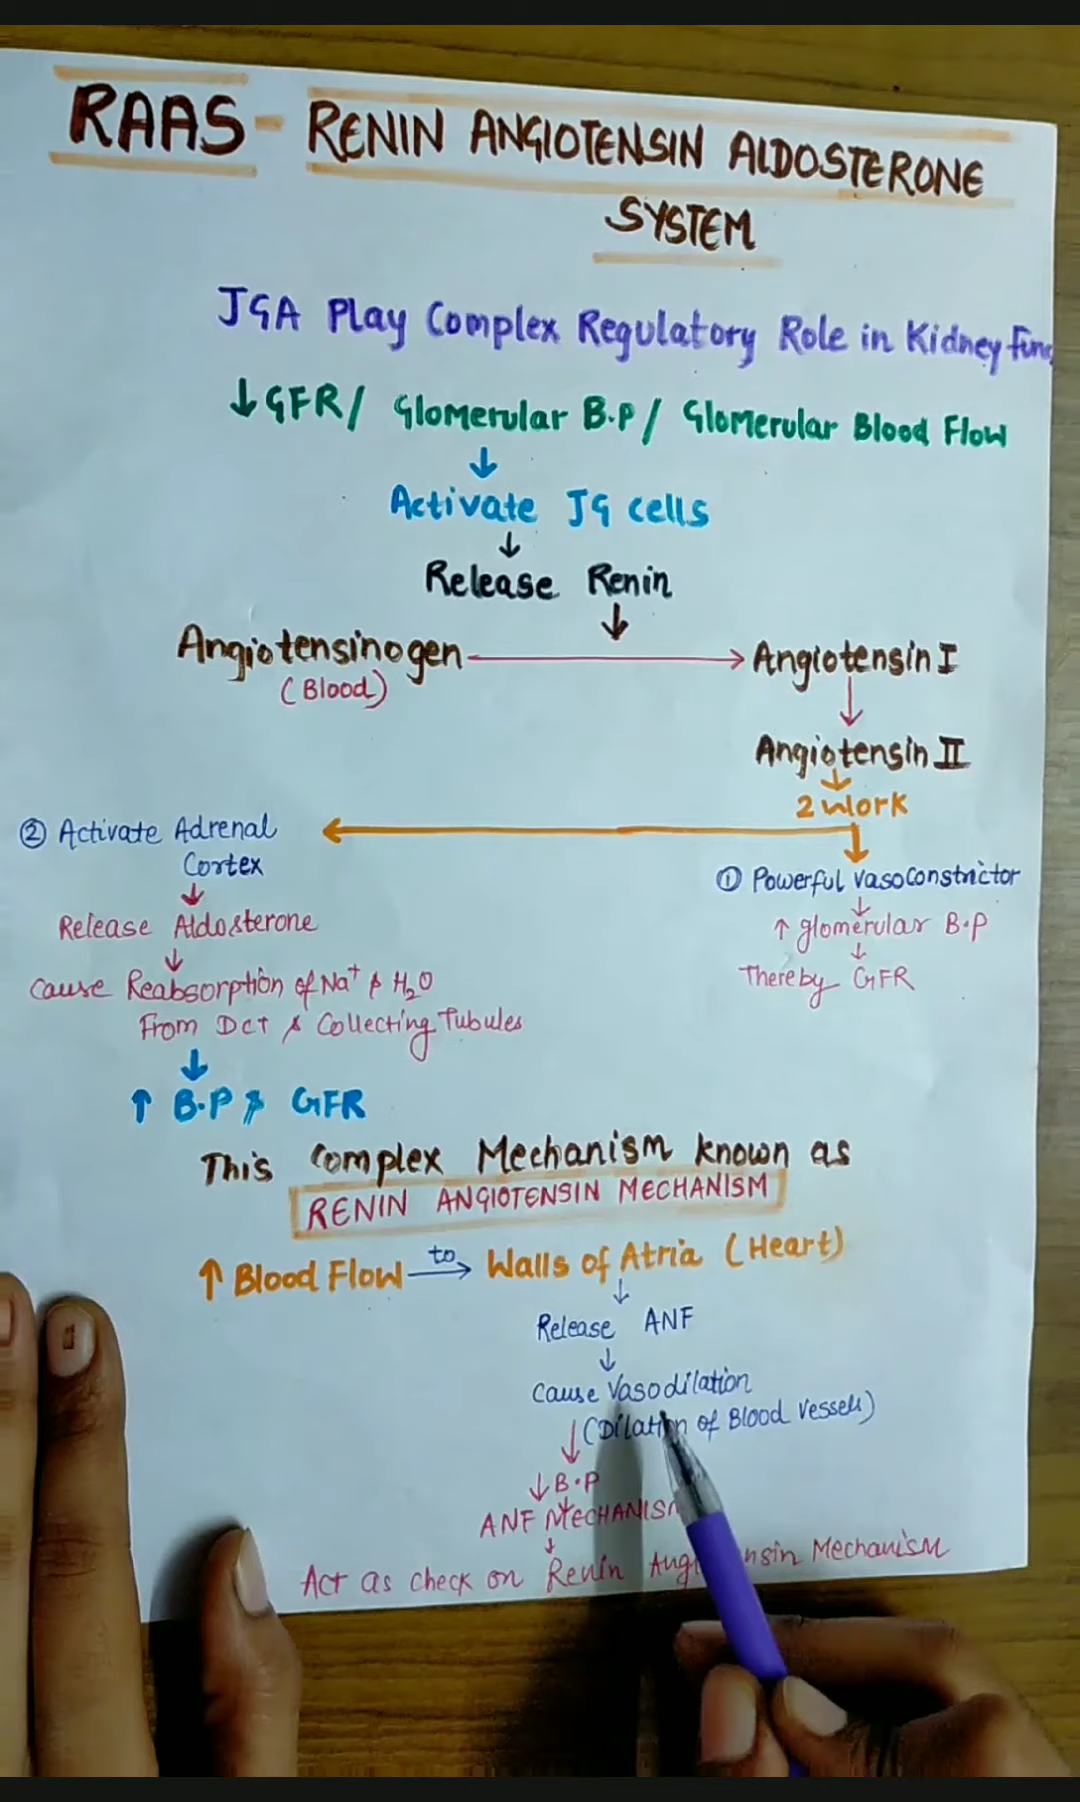 RAAS - RENIN ANGIOTENSIN ALDOSTERONE
SYSTEM
JGA Play Complex Regulatory Role in Kidney Func
↓ GFR / Glomerular B.P / Glomerular Blood Flow
↓
Activate JG cells
↓
Release Renin
↓
Angiotensinogen → Angiotensin I
(Blood)
↓
Angiotensin II
↓
2 Work
② Activate Adrenal
Cortex
↓
Release Aldosterone
↓
Cause Reabsorption of Na⁺ & H₂O
From DCT & Collecting Tubules
↓
↑ B.P & GFR
① Powerful Vasoconstrictor
↓
↑ glomerular B.P
↓
Thereby GFR
This Complex Mechanism known as
RENIN ANGIOTENSIN MECHANISM
↑ Blood Flow to → Walls of Atria (Heart)
↓
Release ANF
↓
Cause Vasodilation
(Dilation of Blood Vessels)
↓
↓ B.P
↓
ANF MECHANISM
↓
Act as check on Renin Angiotensin Mechanism